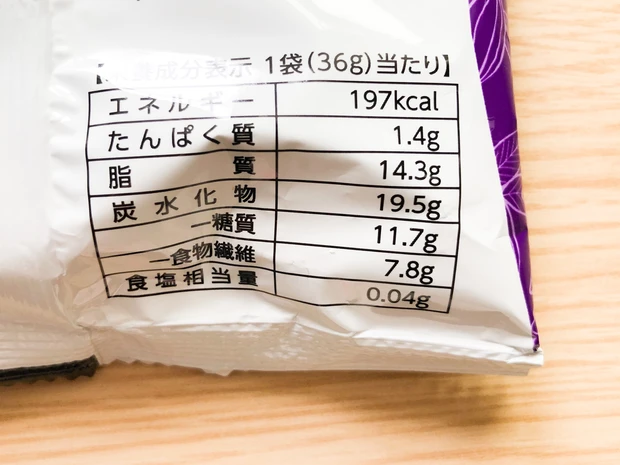 成分表示 1袋(36g)当たり】
エネルギー 197kcal
たんぱく質 1.4g
脂質 14.3g
炭水化物 19.5g
―糖質 11.7g
―食物繊維 7.8g
食塩相当量 0.04g